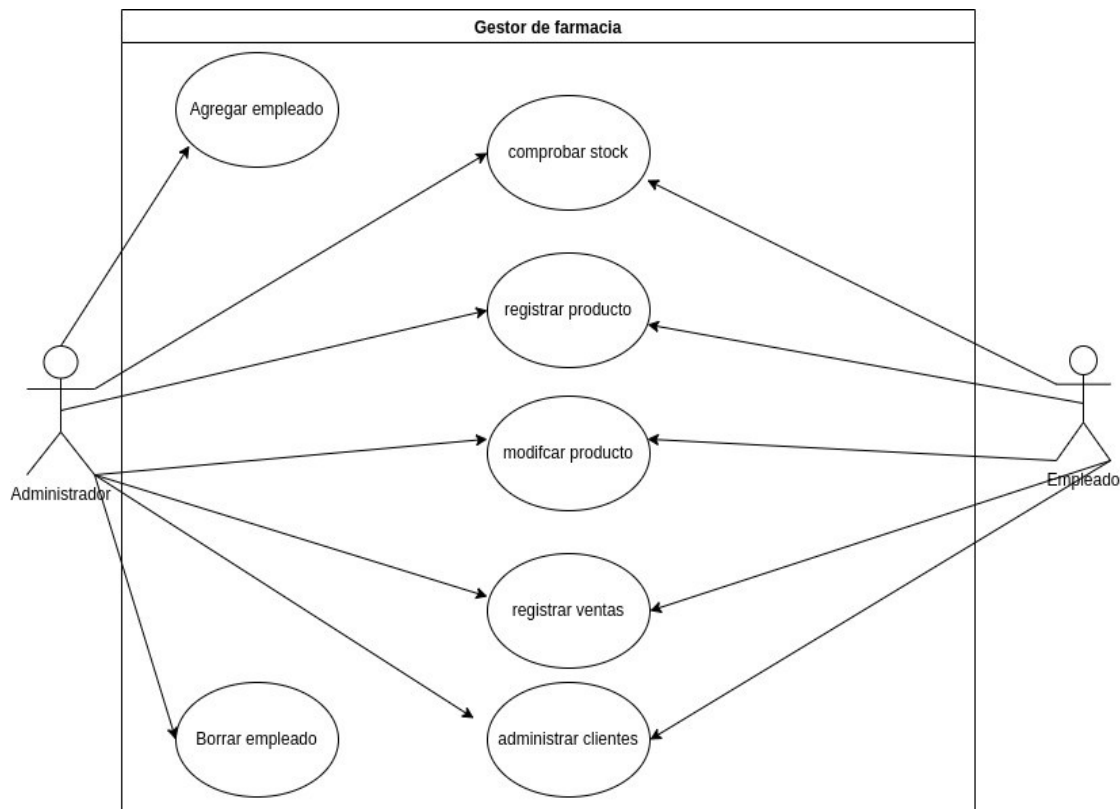 Gestor de farmacia
Agregar empleado
comprobar stock
registrar producto
modifcar producto
Administrador
Empleado
registrar ventas
Borrar empleado
administrar clientes